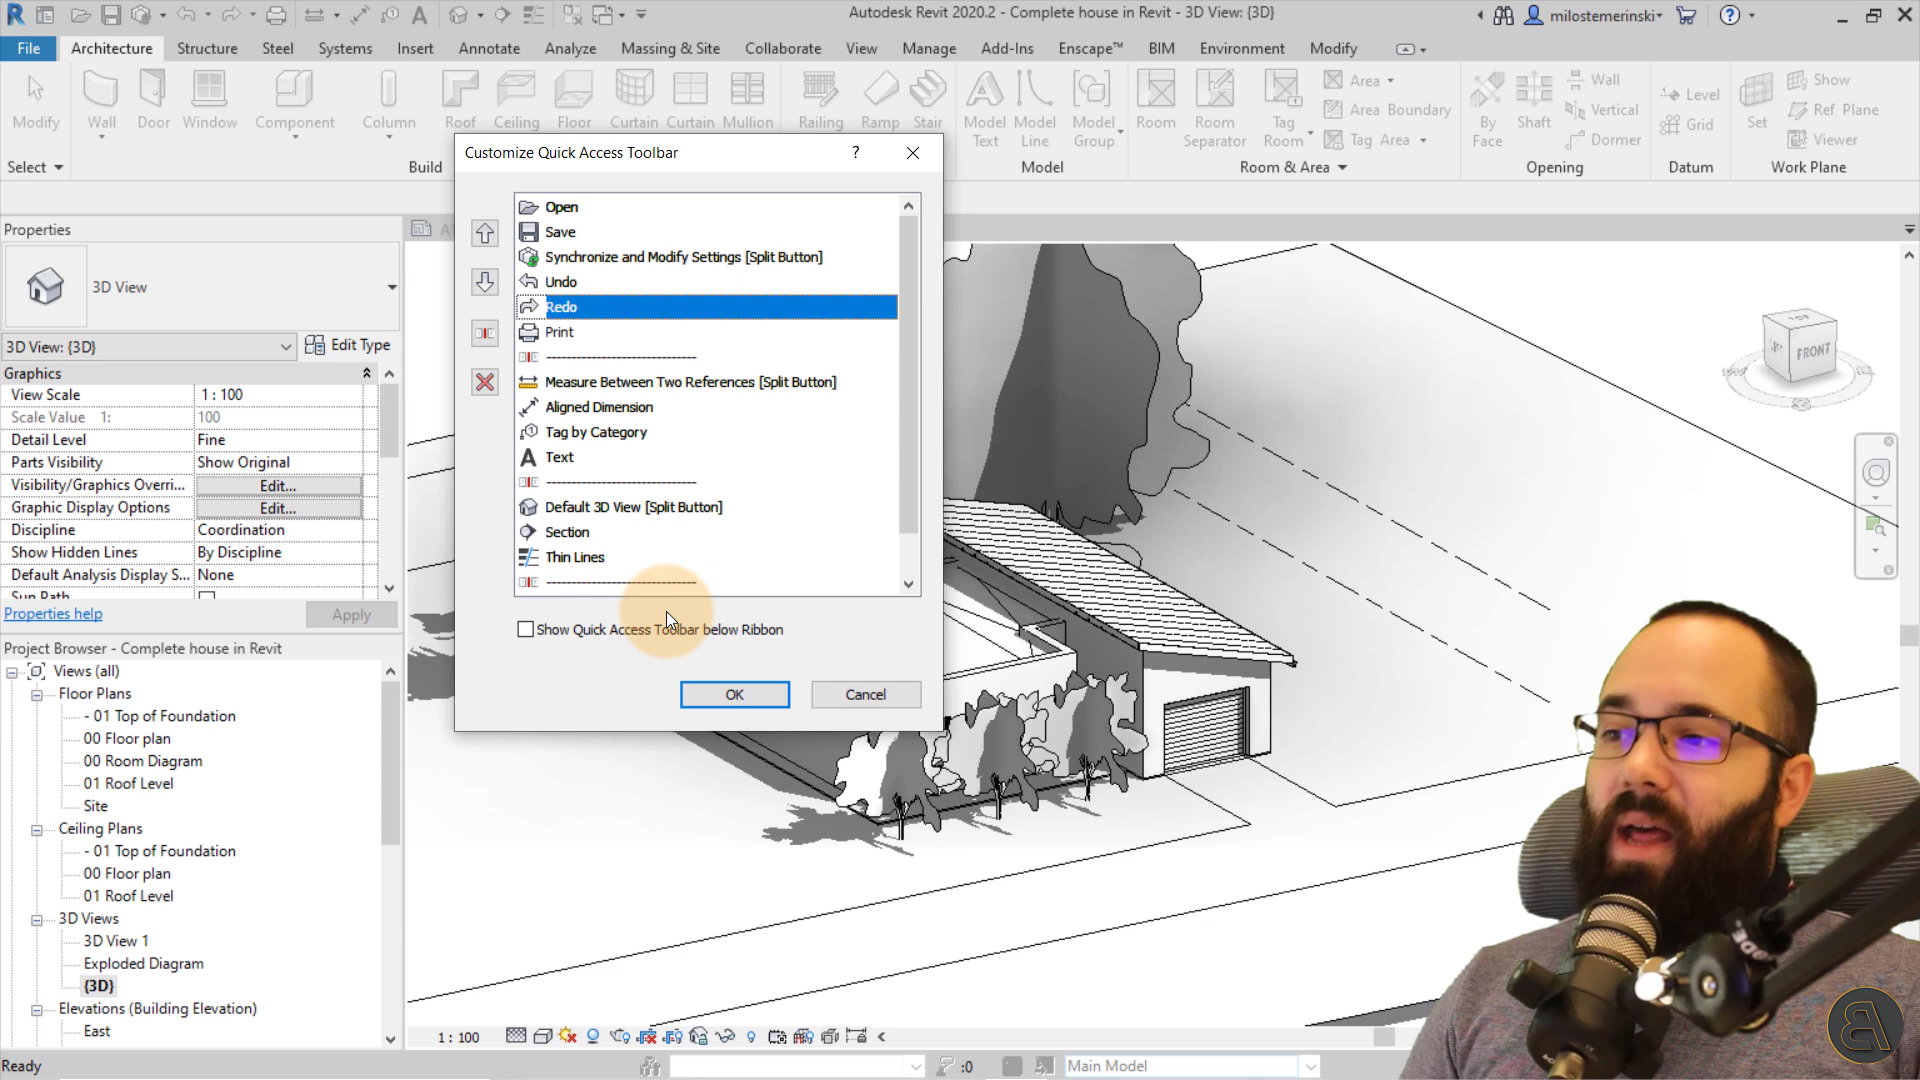 Autodesk Revit 2020.2 - Complete house in Revit - 3D View: {3D}
milostemerinski
File
Architecture
Structure
Steel
Systems
Insert
Annotate
Analyze
Massing & Site
Collaborate
View
Manage
Add-Ins
Enscape™
BIM
Environment
Modify
Modify
Wall
Door
Window
Component
Column
Roof
Ceiling
Floor
Curtain
Curtain
Mullion
Railing
Ramp
Stair
Model
Text
Model
Line
Model
Group
Room
Room
Separator
Tag
Room
Area
Area Boundary
Tag Area
By
Face
Shaft
Wall
Vertical
Dormer
Level
Grid
Set
Show
Ref Plane
Viewer
Select
Build
Model
Room & Area
Opening
Datum
Work Plane
Properties
3D View
3D View: {3D}
Edit Type
Graphics
View Scale 1 : 100
Scale Value 1: 100
Detail Level Fine
Parts Visibility Show Original
Visibility/Graphics Overri... Edit...
Graphic Display Options Edit...
Discipline Coordination
Show Hidden Lines By Discipline
Default Analysis Display S... None
Sun Path
Properties help
Apply
Project Browser - Complete house in Revit
Views (all)
Floor Plans
- 01 Top of Foundation
00 Floor plan
00 Room Diagram
01 Roof Level
Site
Ceiling Plans
- 01 Top of Foundation
00 Floor plan
01 Roof Level
3D Views
3D View 1
Exploded Diagram
{3D}
Elevations (Building Elevation)
East
Customize Quick Access Toolbar
?
Open
Save
Synchronize and Modify Settings [Split Button]
Undo
Redo
Print
------------------------------
Measure Between Two References [Split Button]
Aligned Dimension
Tag by Category
Text
------------------------------
Default 3D View [Split Button]
Section
Thin Lines
------------------------------
Show Quick Access Toolbar below Ribbon
OK
Cancel
FRONT
RODE
1 : 100
Ready
:0
Main Model